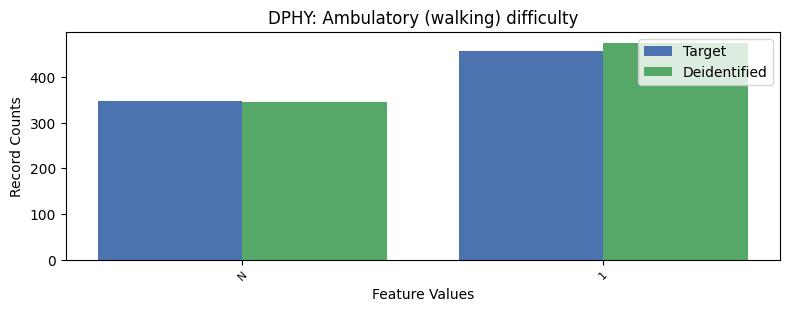 DPHY: Ambulatory (walking) difficulty
Target
Deidentified
Record Counts
400
300
200
100
0
N
1
Feature Values